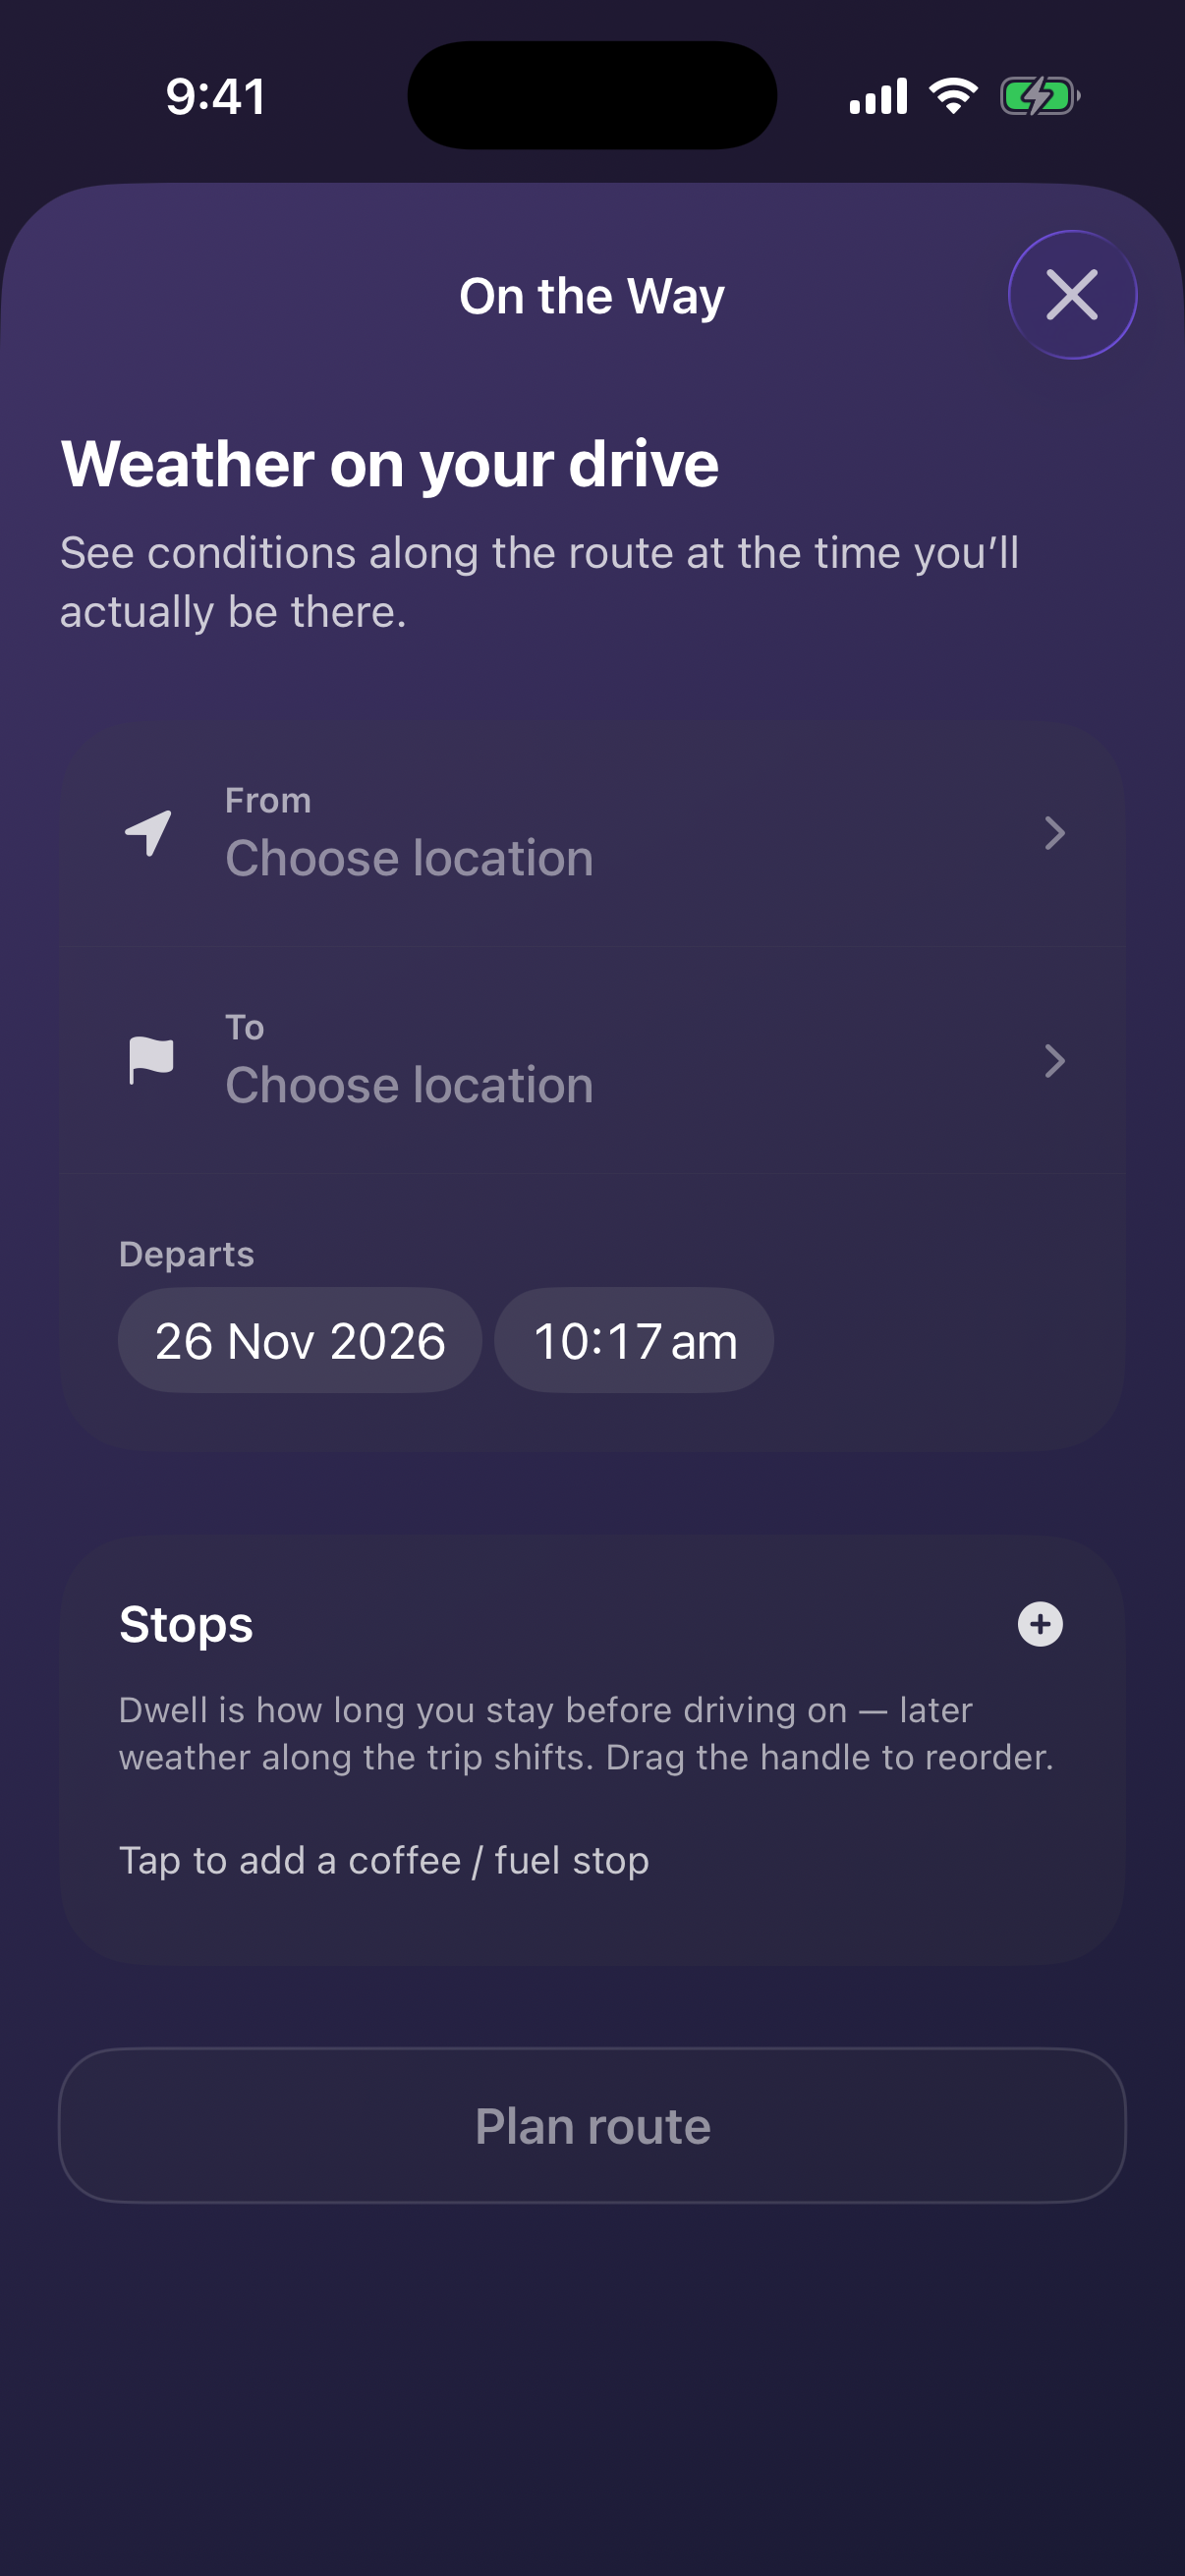 9:41
On the Way
Weather on your drive
See conditions along the route at the time you’ll
actually be there.
From
Choose location
To
Choose location
Departs
26 Nov 2026 10:17 am
Stops
Dwell is how long you stay before driving on — later
weather along the trip shifts. Drag the handle to reorder.
Tap to add a coffee / fuel stop
Plan route